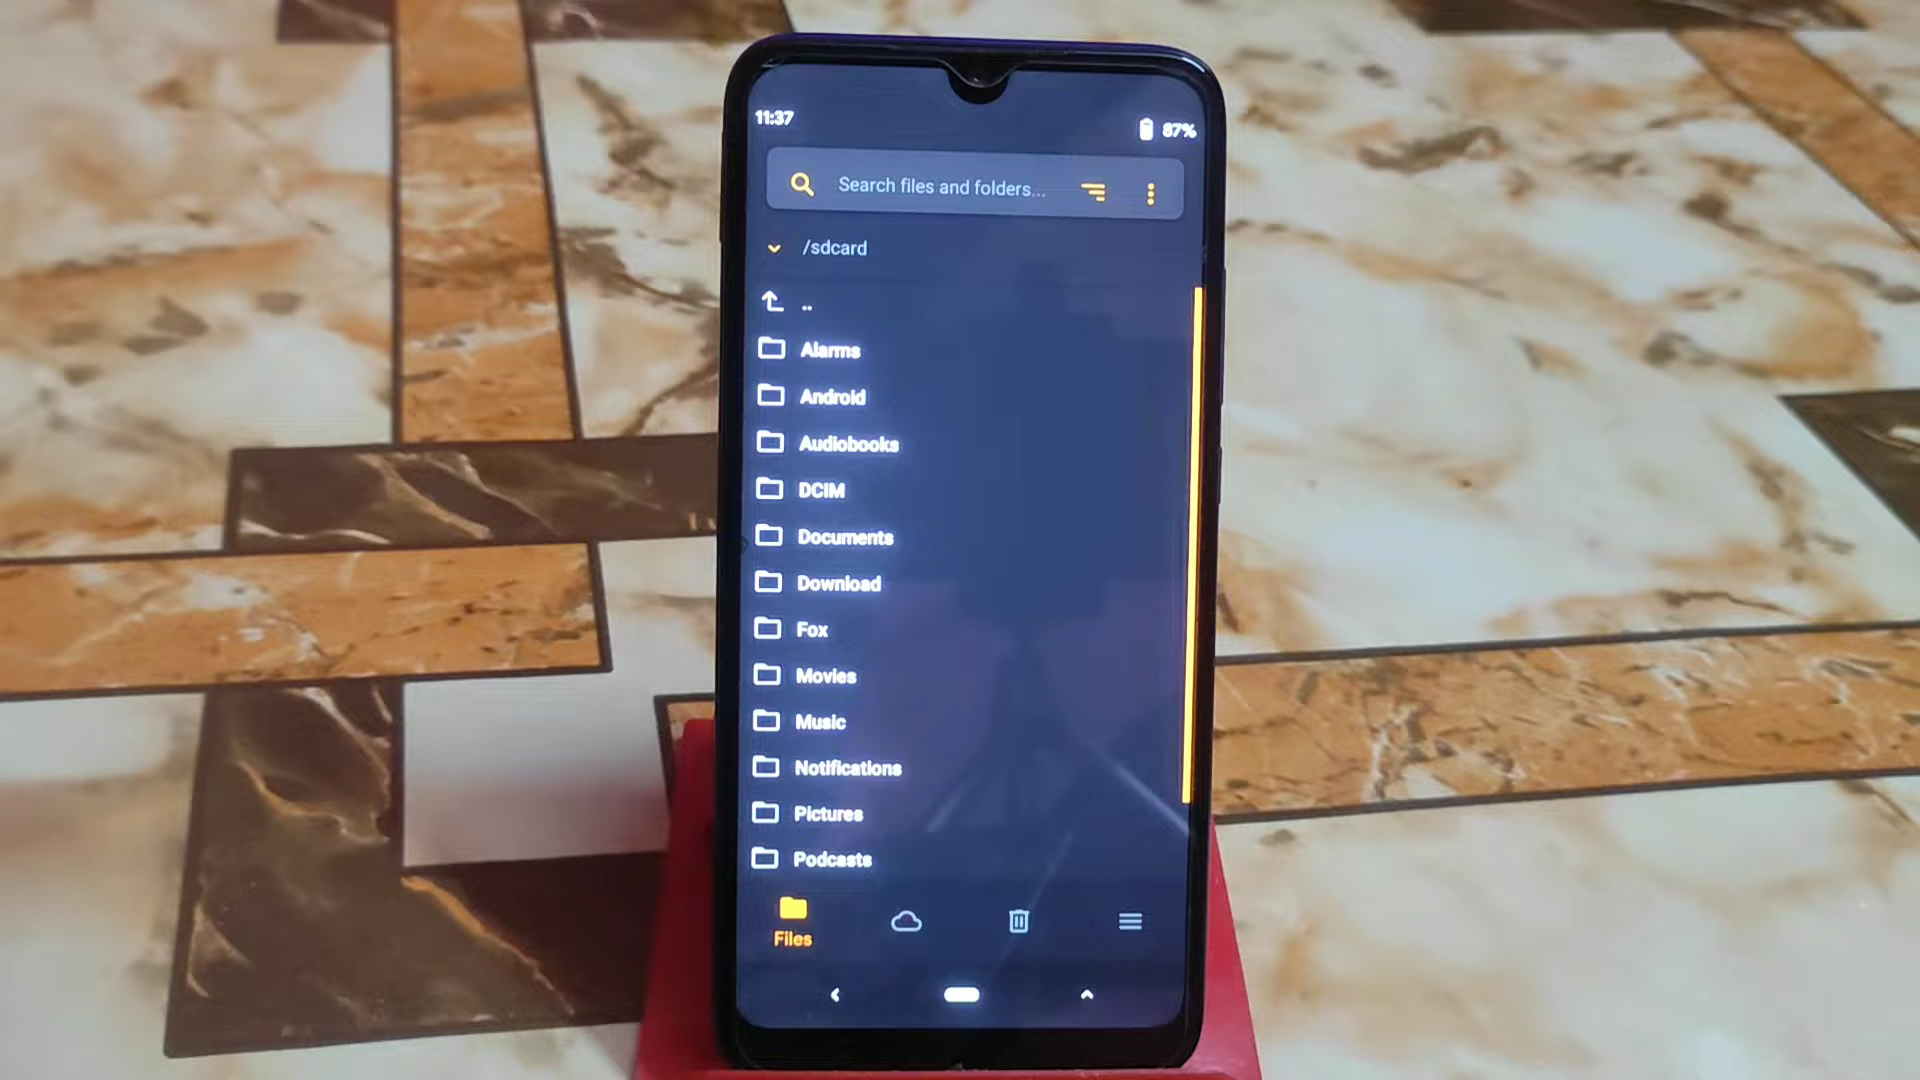 11:37
87%
Search files and folders...
/sdcard
..
Alarms
Android
Audiobooks
DCIM
Documents
Download
Fox
Movies
Music
Notifications
Pictures
Podcasts
Files